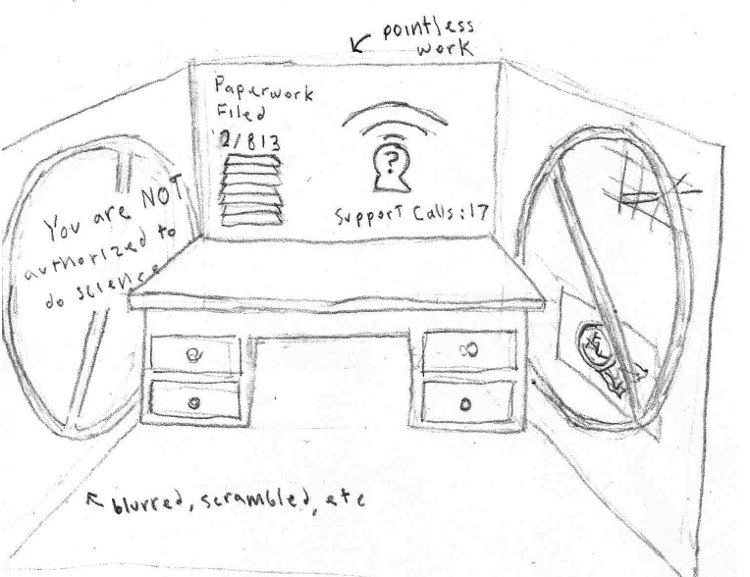 pointless
work
Paperwork
Filed
2/813
?
Support Calls:17
You are NOT
authorized to
do science
blurred, scrambled, etc